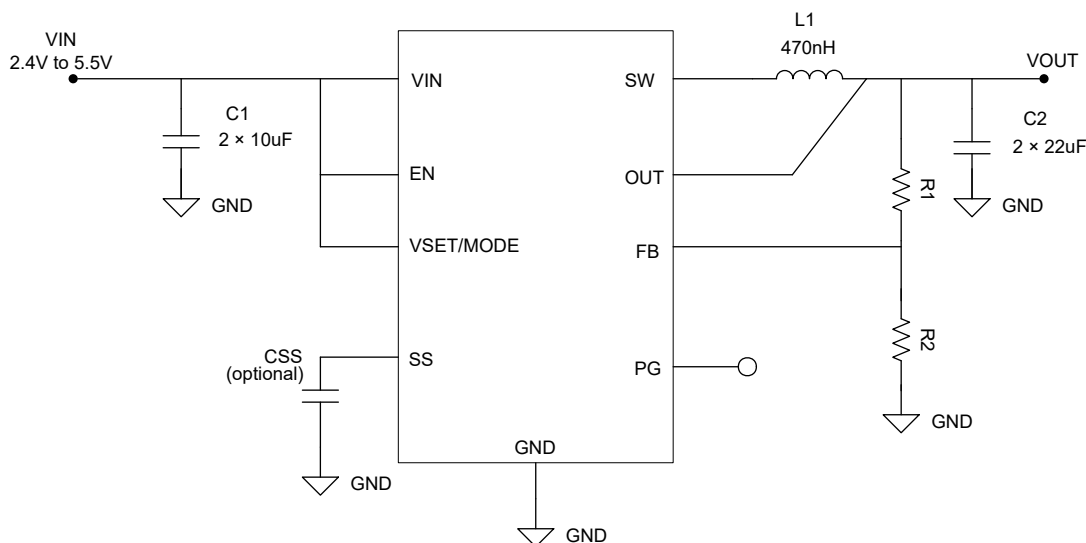 VIN
2.4V to 5.5V
C1
2 × 10uF
GND
VIN
EN
VSET/MODE
SS
CSS
(optional)
GND
GND
GND
SW
OUT
FB
PG
L1
470nH
VOUT
C2
2 × 22uF
GND
R1
R2
GND